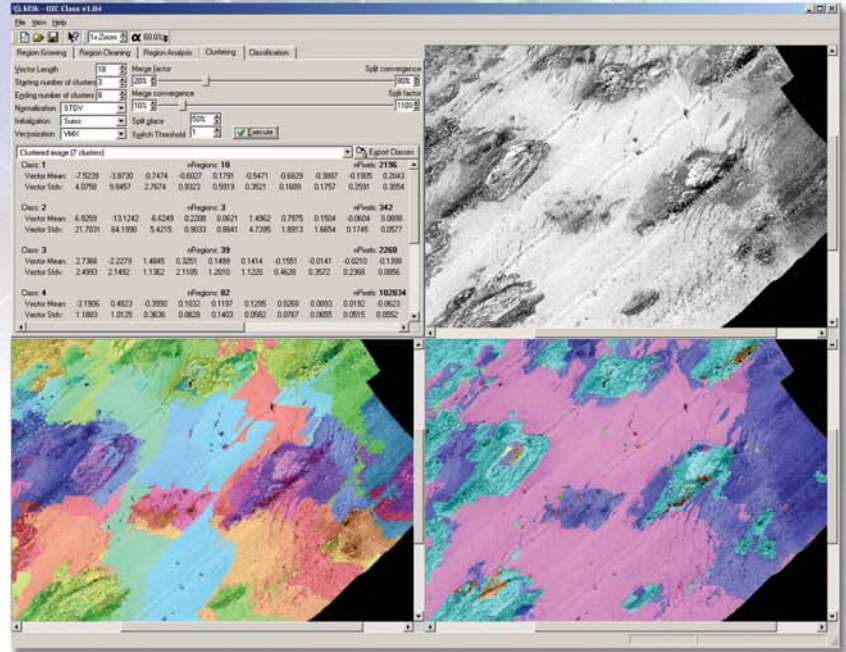 kElk - OIC Class v1.04
File View Help
1x Zoom α 60.0%
Region Growing Region Cleaning Region Analysis Clustering Classification
Vector Length 10 Merge factor Split convergence
Starting number of clusters 3 20% 80%
Ending number of clusters 8 Merge convergence Split factor
Normalization STDV 10% 110%
Initialization Sums Split place 50%
Vectorization VMX Switch Threshold 1 Execute
Clustered image (7 clusters) Export Classes
Class: 1 nRegions: 10 nPixels: 2196
Vector Mean: -7.5239 -3.8730 -0.7474 -0.6027 0.1791 -0.5471 -0.6829 -0.3887 -0.1905 0.2043
Vector Stdv: 4.0758 9.8457 2.7674 0.9323 0.5919 0.3521 0.1688 0.1757 0.2591 0.3054
Class: 2 nRegions: 3 nPixels: 342
Vector Mean: 6.8259 -13.1242 -6.6249 0.2208 0.0621 1.4962 0.7975 0.1504 -0.0604 0.0898
Vector Stdv: 21.7031 64.1990 5.4215 0.9033 0.8841 4.7395 1.8913 1.6654 0.1745 0.0577
Class: 3 nRegions: 39 nPixels: 2268
Vector Mean: 2.7366 -2.2279 1.4845 0.3251 0.1499 0.1414 -0.1551 -0.0141 -0.0210 -0.1398
Vector Stdv: 2.4993 2.1492 1.1362 2.1105 1.2010 1.1220 0.4628 0.3572 0.2368 0.0856
Class: 4 nRegions: 82 nPixels: 102834
Vector Mean: -3.1906 0.4823 -0.3990 0.1032 0.1197 0.1295 0.0268 0.0093 0.0192 -0.0623
Vector Stdv: 1.1883 1.0125 0.3636 0.0828 0.1403 0.0582 0.0767 0.0655 0.0515 0.0552